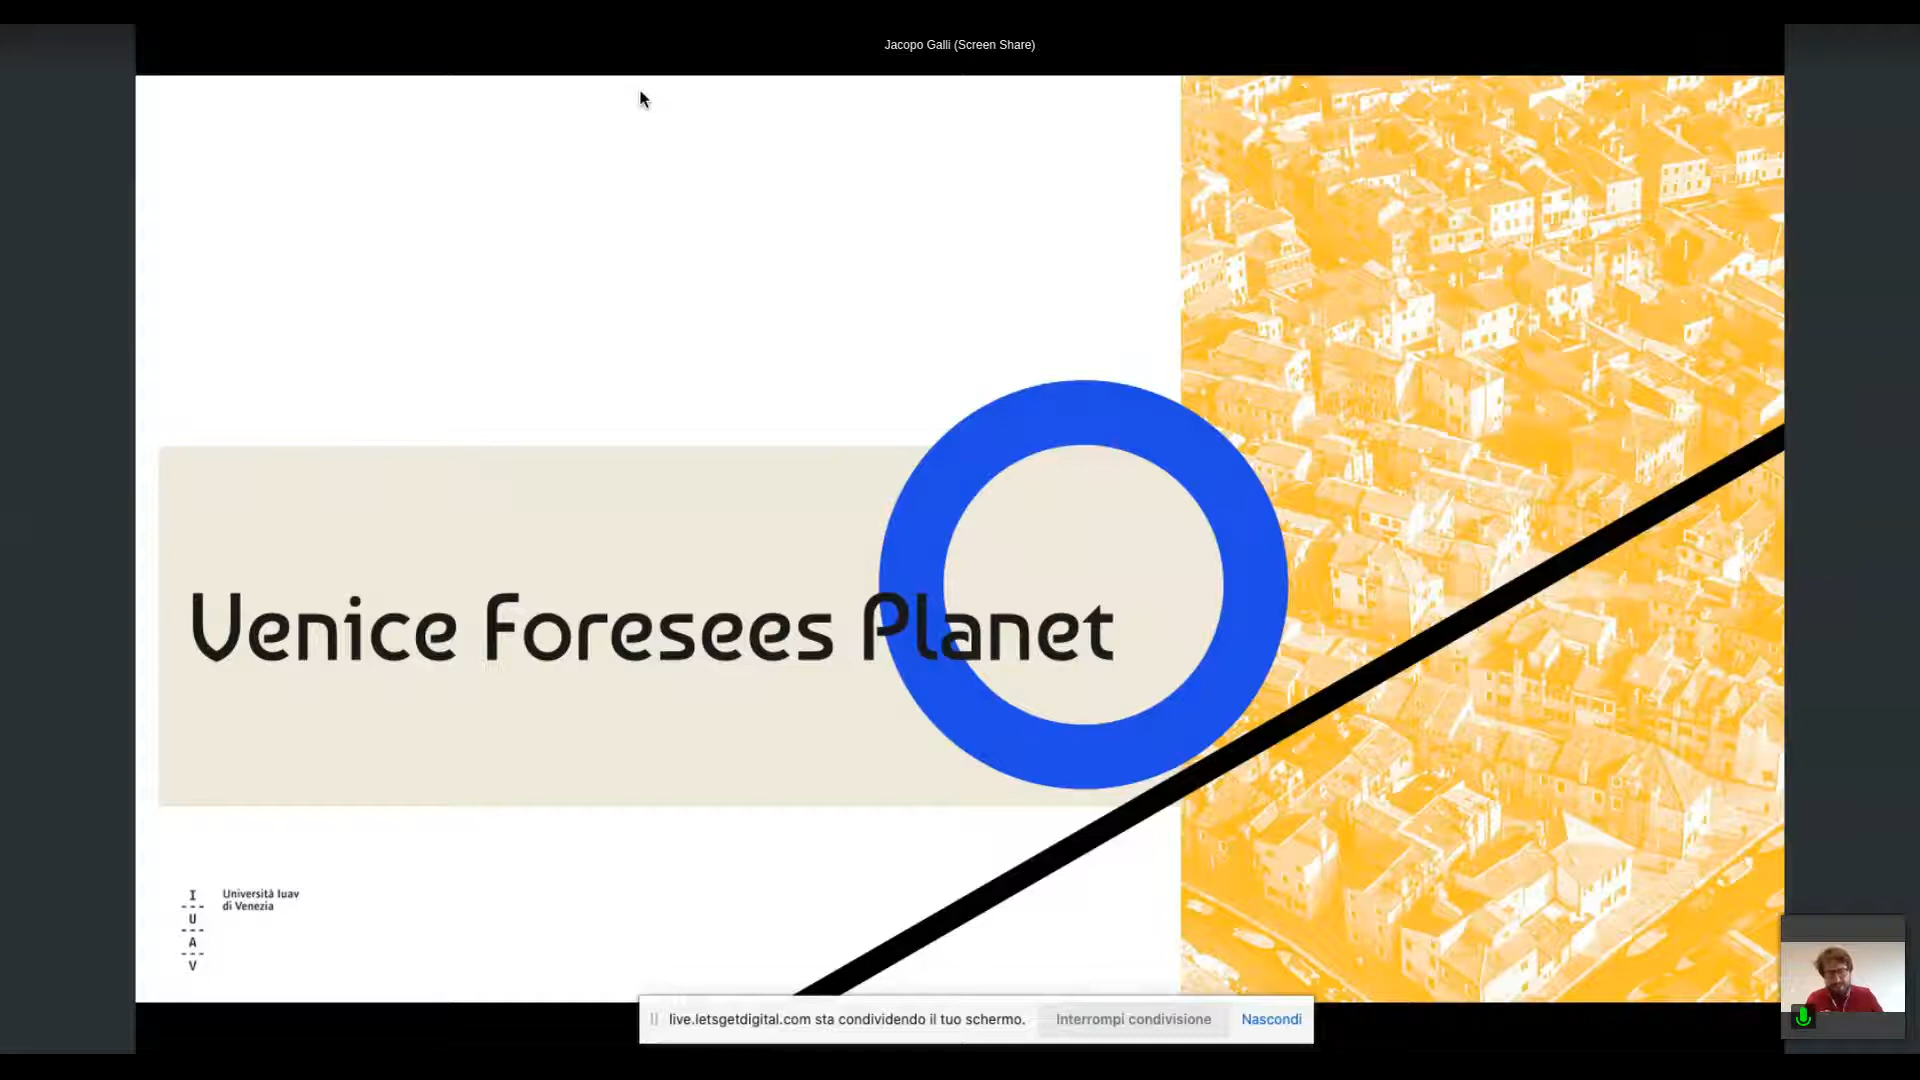 Jacopo Galli (Screen Share)
Venice Foresees Planet
I
U
A
V
Università Iuav
di Venezia
live.letsgetdigital.com sta condividendo il tuo schermo.
Interrompi condivisione
Nascondi